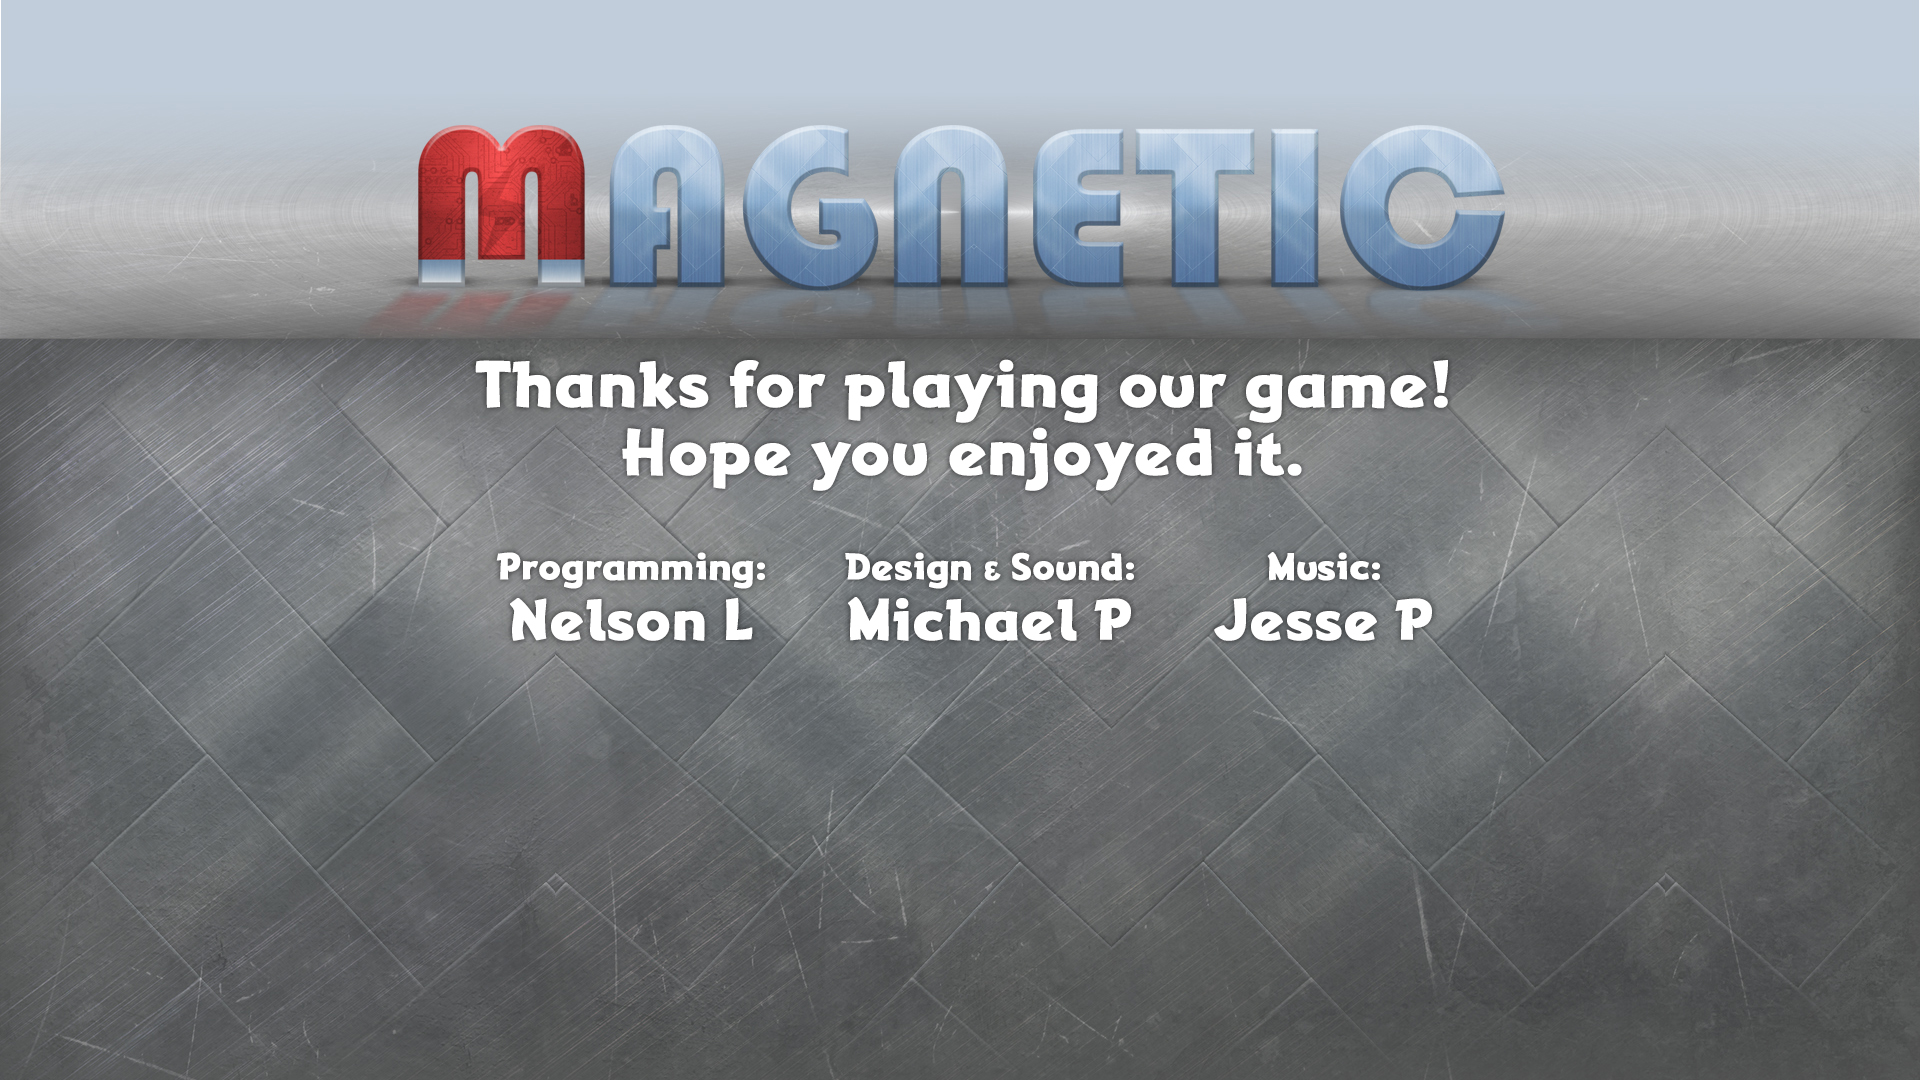 MAGNETIC
Thanks for playing our game!
Hope you enjoyed it.
Programming: Design & Sound: Music:
Nelson L Michael P Jesse P